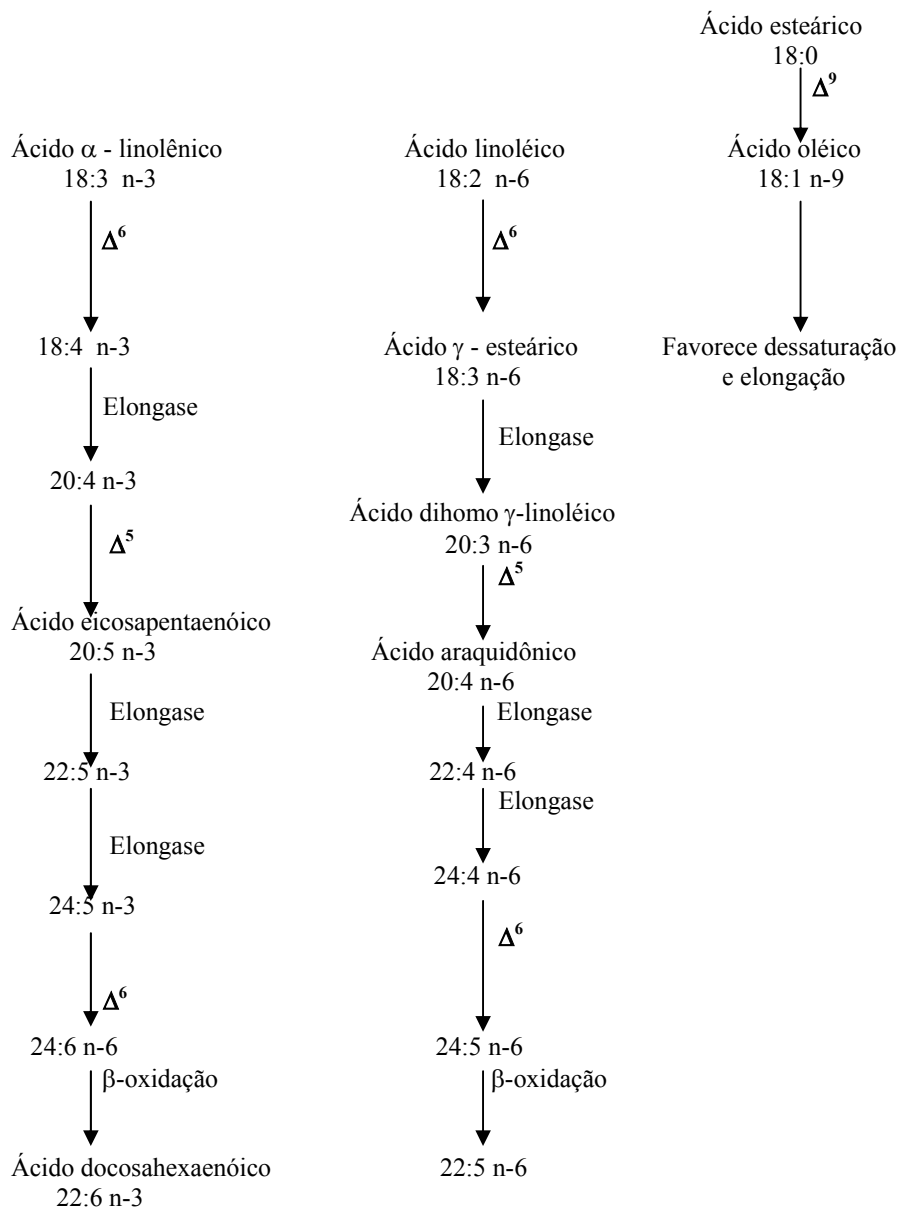 Ácido esteárico
18:0
Δ9
Ácido α - linolênico
18:3 n-3
Δ6
18:4 n-3
Elongase
20:4 n-3
Δ5
Ácido eicosapentaenóico
20:5 n-3
Elongase
22:5 n-3
Elongase
24:5 n-3
Δ6
24:6 n-6
β-oxidação
Ácido docosahexaenóico
22:6 n-3
Ácido linoléico
18:2 n-6
Δ6
Ácido γ - esteárico
18:3 n-6
Elongase
Ácido dihomo γ-linoléico
20:3 n-6
Δ5
Ácido araquidônico
20:4 n-6
Elongase
22:4 n-6
Elongase
24:4 n-6
Δ6
24:5 n-6
β-oxidação
22:5 n-6
Ácido oléico
18:1 n-9
Favorece dessaturação
e elongação